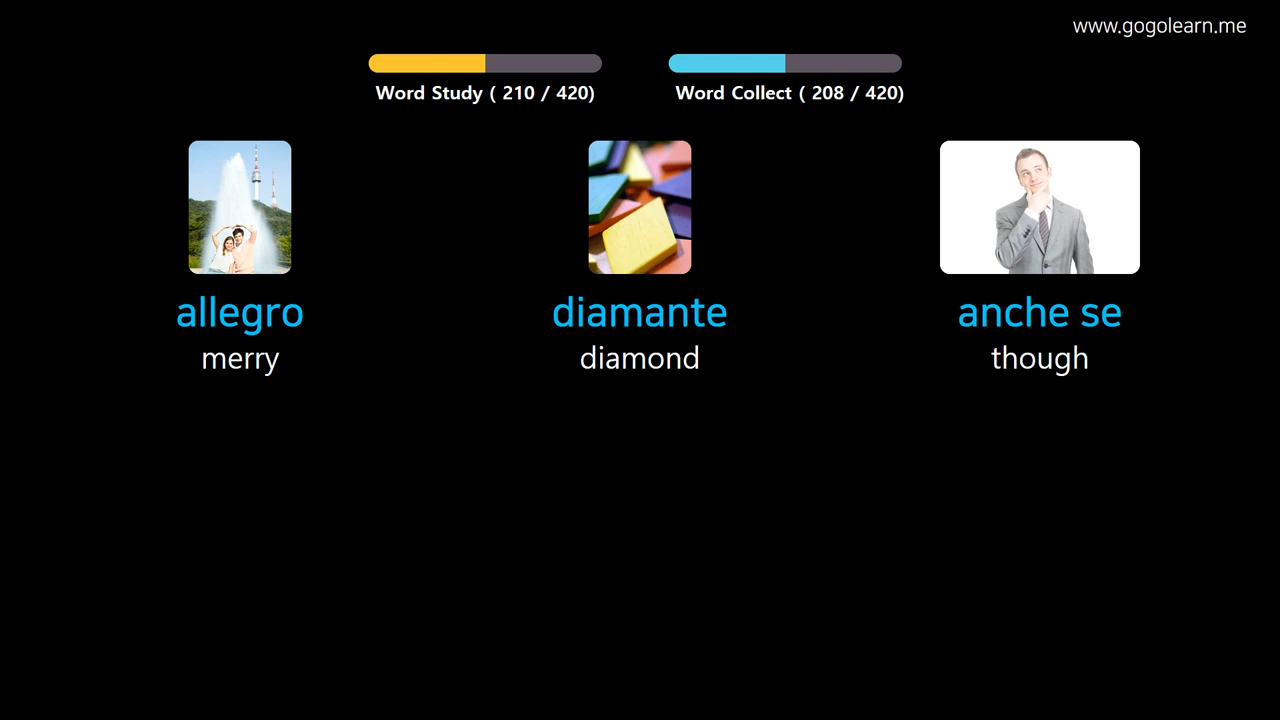 www.gogolearn.me
Word Study ( 210 / 420)
Word Collect ( 208 / 420)
allegro
merry
diamante
diamond
anche se
though